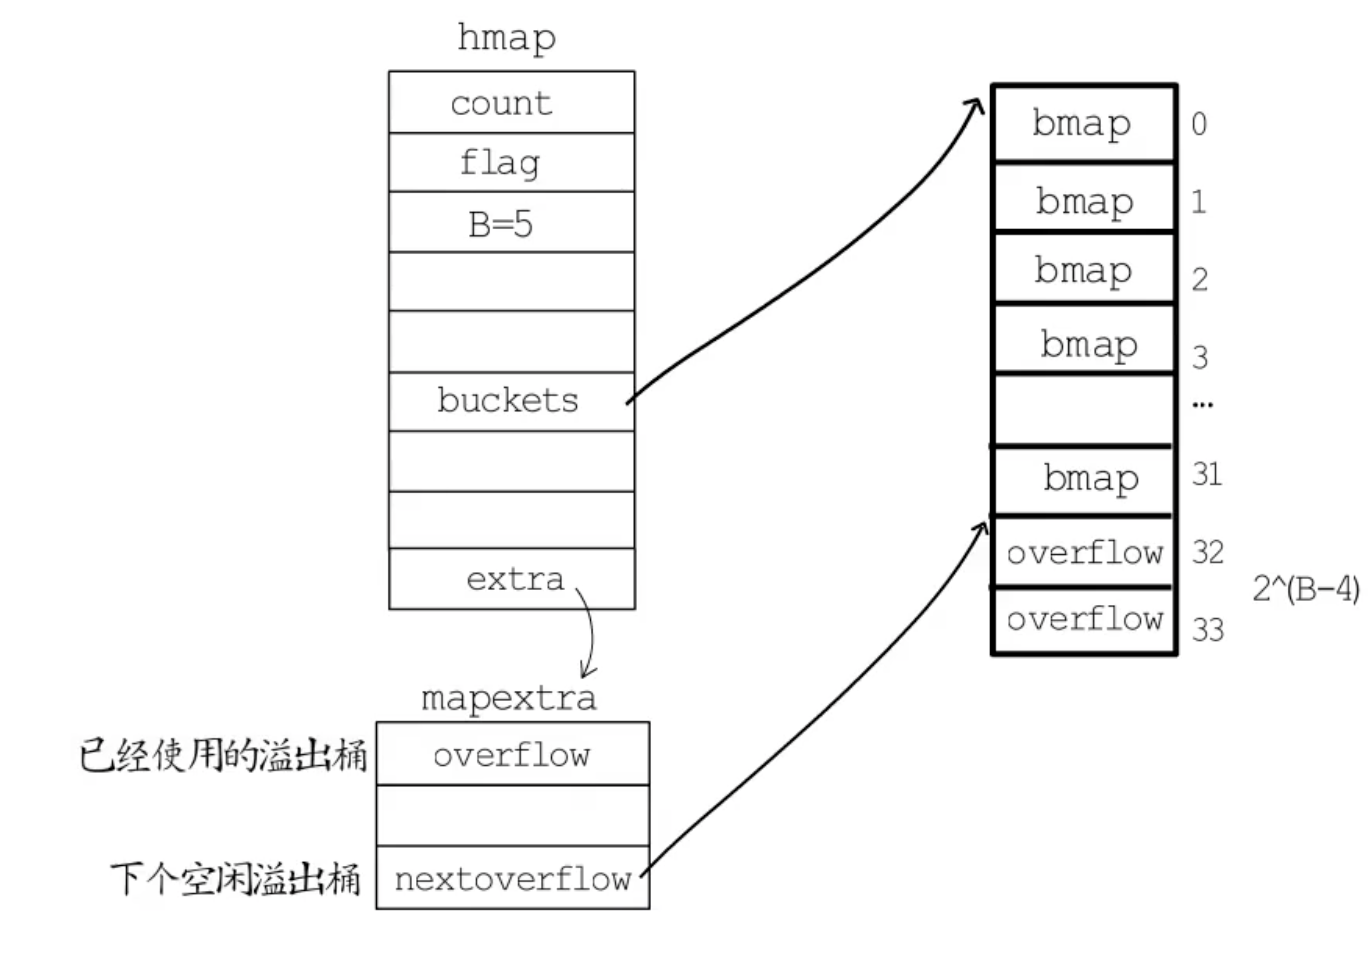 hmap
count
flag
B=5
buckets
extra
mapextra
已经使用的溢出桶
overflow
下个空闲溢出桶
nextoverflow
bmap 0
bmap 1
bmap 2
bmap 3
...
bmap 31
overflow 32
2^(B-4)
overflow 33